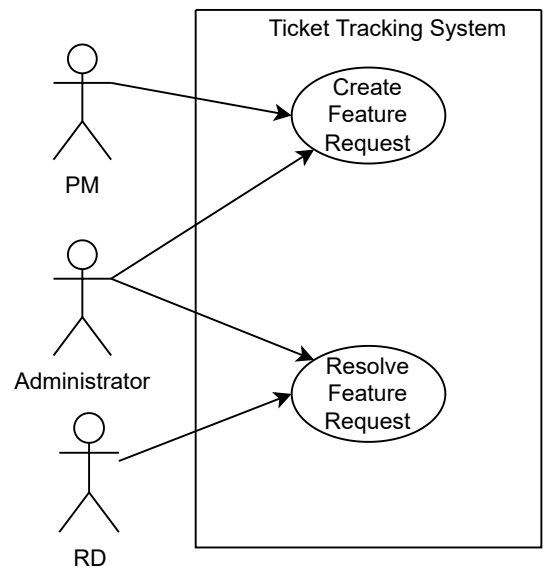 Ticket Tracking System
Create
Feature
Request
PM
Administrator
Resolve
Feature
Request
RD